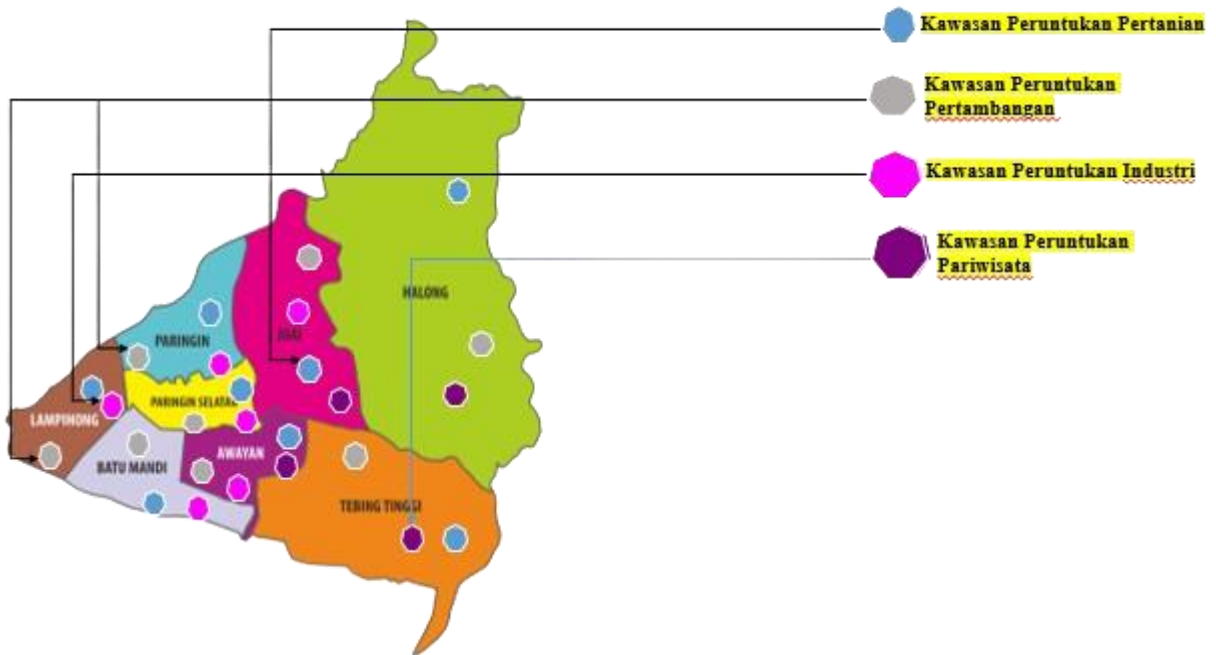 Kawasan Peruntukan Pertanian
Kawasan Peruntukan
Pertambangan
Kawasan Peruntukan Industri
Kawasan Peruntukan
Pariwisata
HALONG
JUAI
PARINGIN
PARINGIN SELATAN
LAMPIHONG
AWAYAN
BATU MANDI
TEBING TINGGI